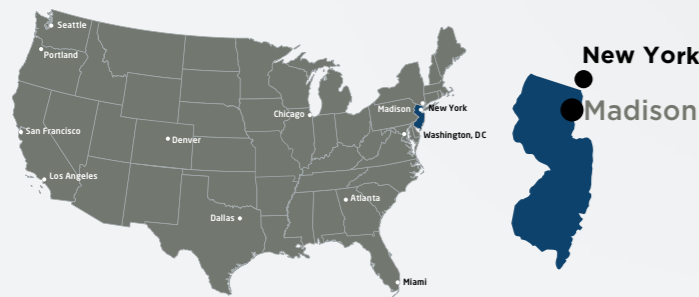 Seattle
Portland
San Francisco
Los Angeles
Denver
Dallas
Chicago
Madison
New York
Washington, DC
Atlanta
Miami
New York
Madison